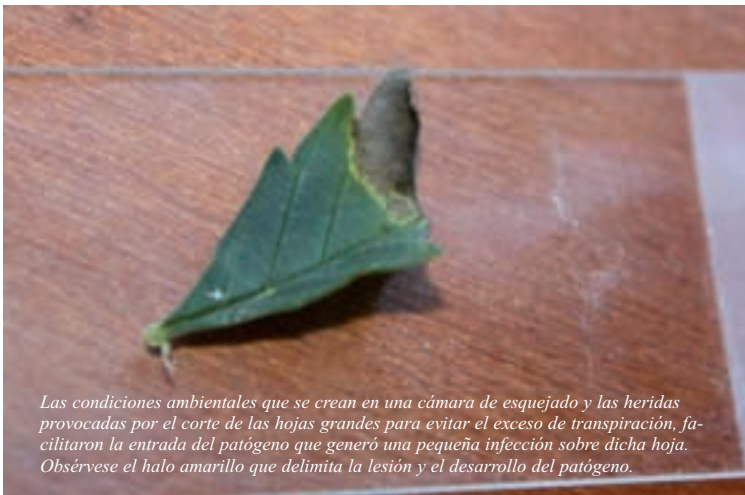 Las condiciones ambientales que se crean en una cámara de esquejado y las heridas
provocadas por el corte de las hojas grandes para evitar el exceso de transpiración, fa-
cilitaron la entrada del patógeno que generó una pequeña infección sobre dicha hoja.
Obsérvese el halo amarillo que delimita la lesión y el desarrollo del patógeno.